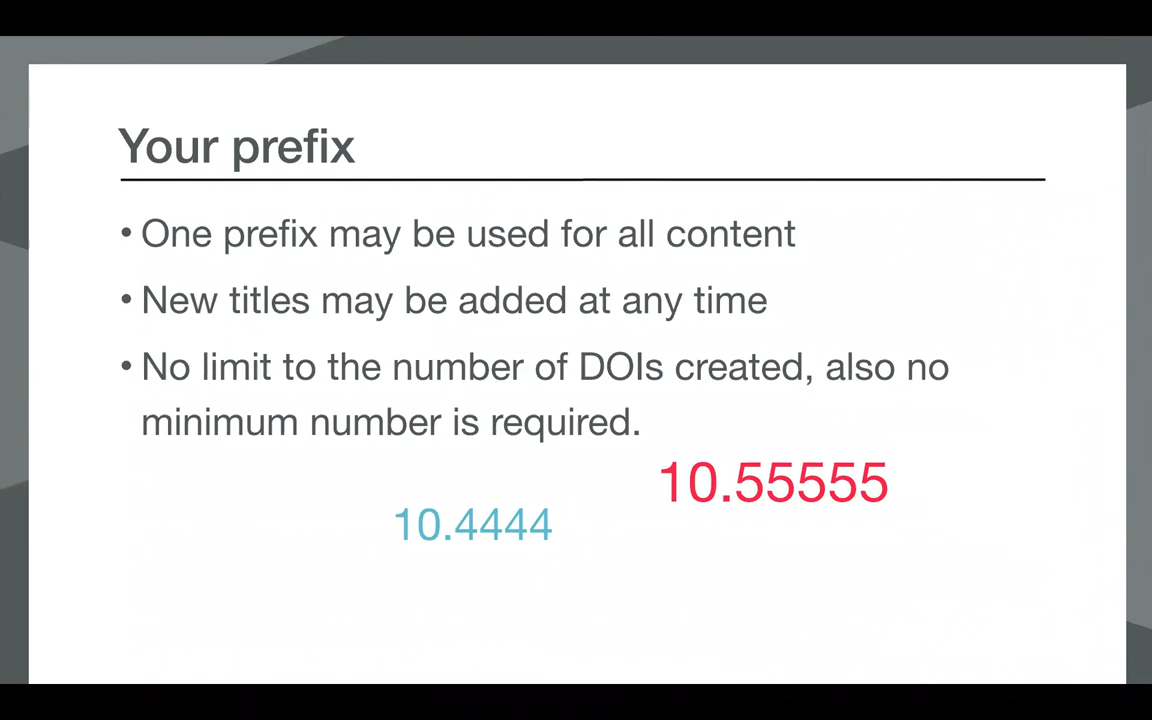 Your prefix
• One prefix may be used for all content
• New titles may be added at any time
• No limit to the number of DOIs created, also no
minimum number is required.
10.55555
10.4444